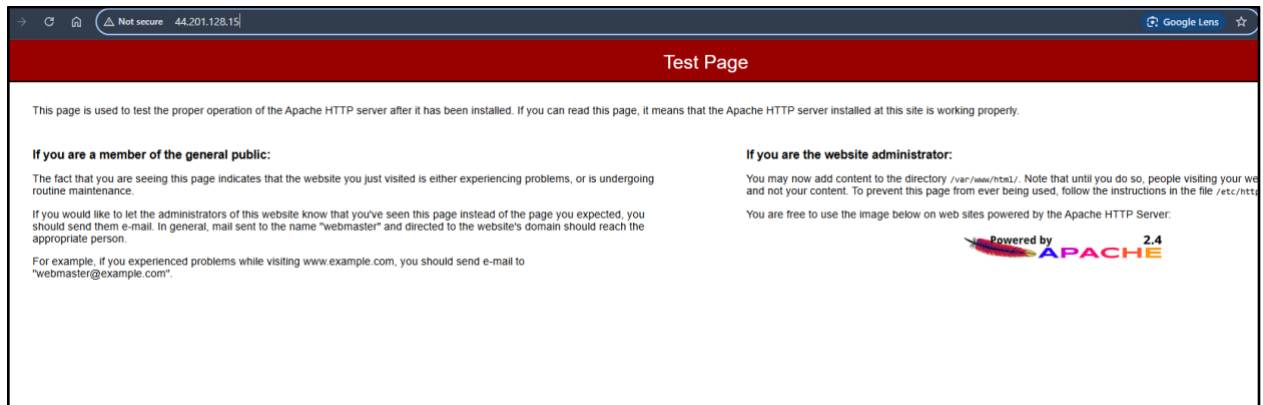 Not secure 44.201.128.15
Google Lens
Test Page
This page is used to test the proper operation of the Apache HTTP server after it has been installed. If you can read this page, it means that the Apache HTTP server installed at this site is working properly.
If you are a member of the general public:
The fact that you are seeing this page indicates that the website you just visited is either experiencing problems, or is undergoing
routine maintenance.
If you would like to let the administrators of this website know that you've seen this page instead of the page you expected, you
should send them e-mail. In general, mail sent to the name "webmaster" and directed to the website's domain should reach the
appropriate person.
For example, if you experienced problems while visiting www.example.com, you should send e-mail to
"webmaster@example.com".
If you are the website administrator:
You may now add content to the directory /var/www/html/. Note that until you do so, people visiting your we
and not your content. To prevent this page from ever being used, follow the instructions in the file /etc/http
You are free to use the image below on web sites powered by the Apache HTTP Server:
Powered by 2.4
APACHE